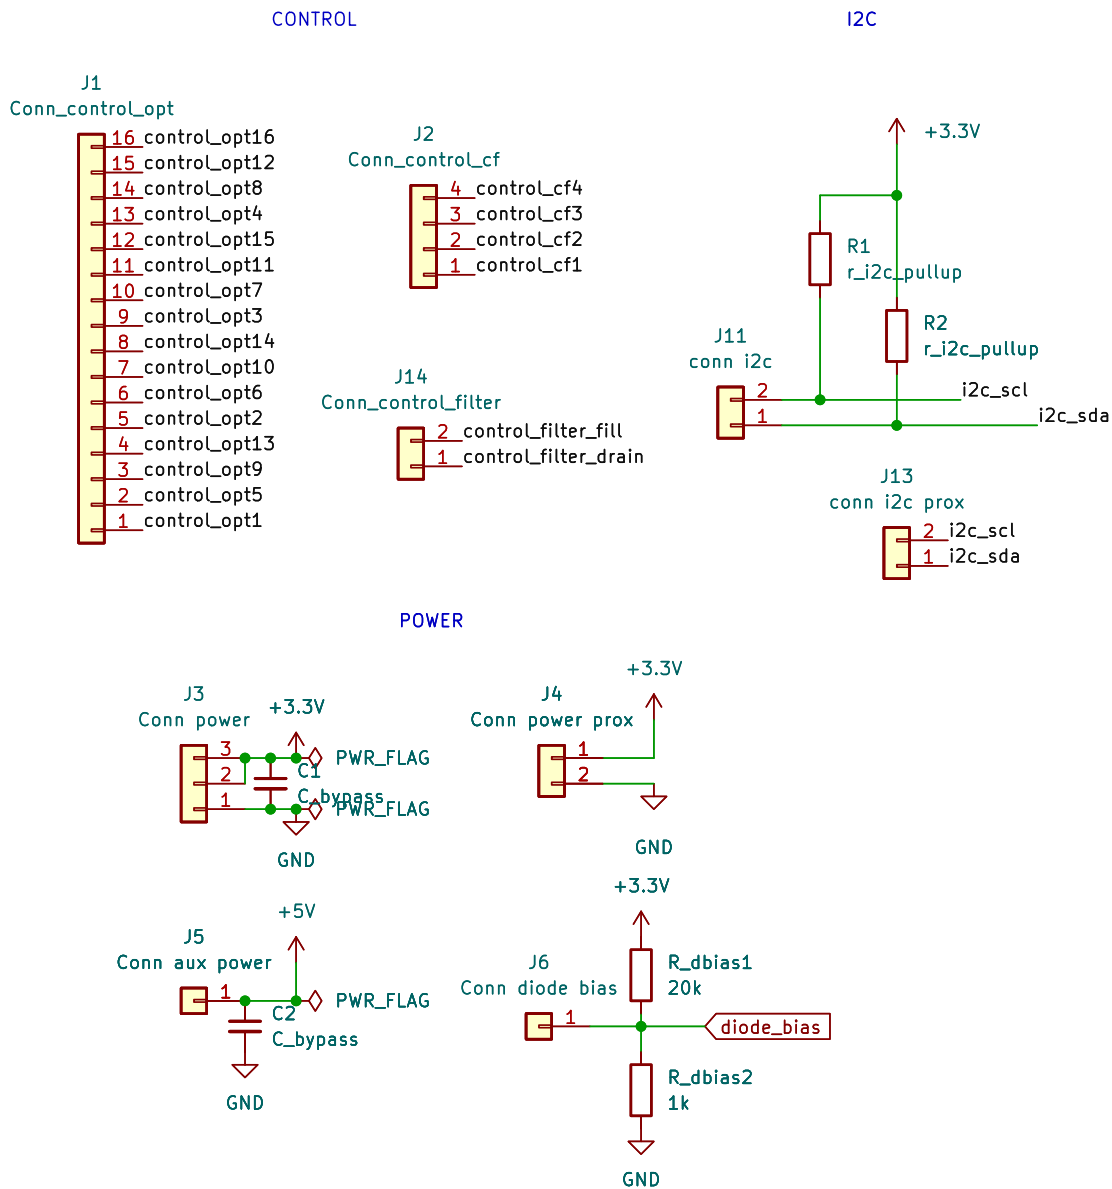 CONTROL
J1
Conn_control_opt
16 control_opt16
15 control_opt12
14 control_opt8
13 control_opt4
12 control_opt15
11 control_opt11
10 control_opt7
9 control_opt3
8 control_opt14
7 control_opt10
6 control_opt6
5 control_opt2
4 control_opt13
3 control_opt9
2 control_opt5
1 control_opt1
J2
Conn_control_cf
4 control_cf4
3 control_cf3
2 control_cf2
1 control_cf1
J14
Conn_control_filter
2 control_filter_fill
1 control_filter_drain
I2C
+3.3V
R1
r_i2c_pullup
R2
r_i2c_pullup
J11
conn i2c
2 i2c_scl
1 i2c_sda
J13
conn i2c prox
2 i2c_scl
1 i2c_sda
POWER
J3
Conn power
+3.3V
3 PWR_FLAG
2
C1
C_bypass
1 PWR_FLAG
GND
J4
Conn power prox
+3.3V
1
2
GND
J5
Conn aux power
+5V
1 PWR_FLAG
C2
C_bypass
GND
J6
Conn diode bias
+3.3V
R_dbias1
20k
1 diode_bias
R_dbias2
1k
GND